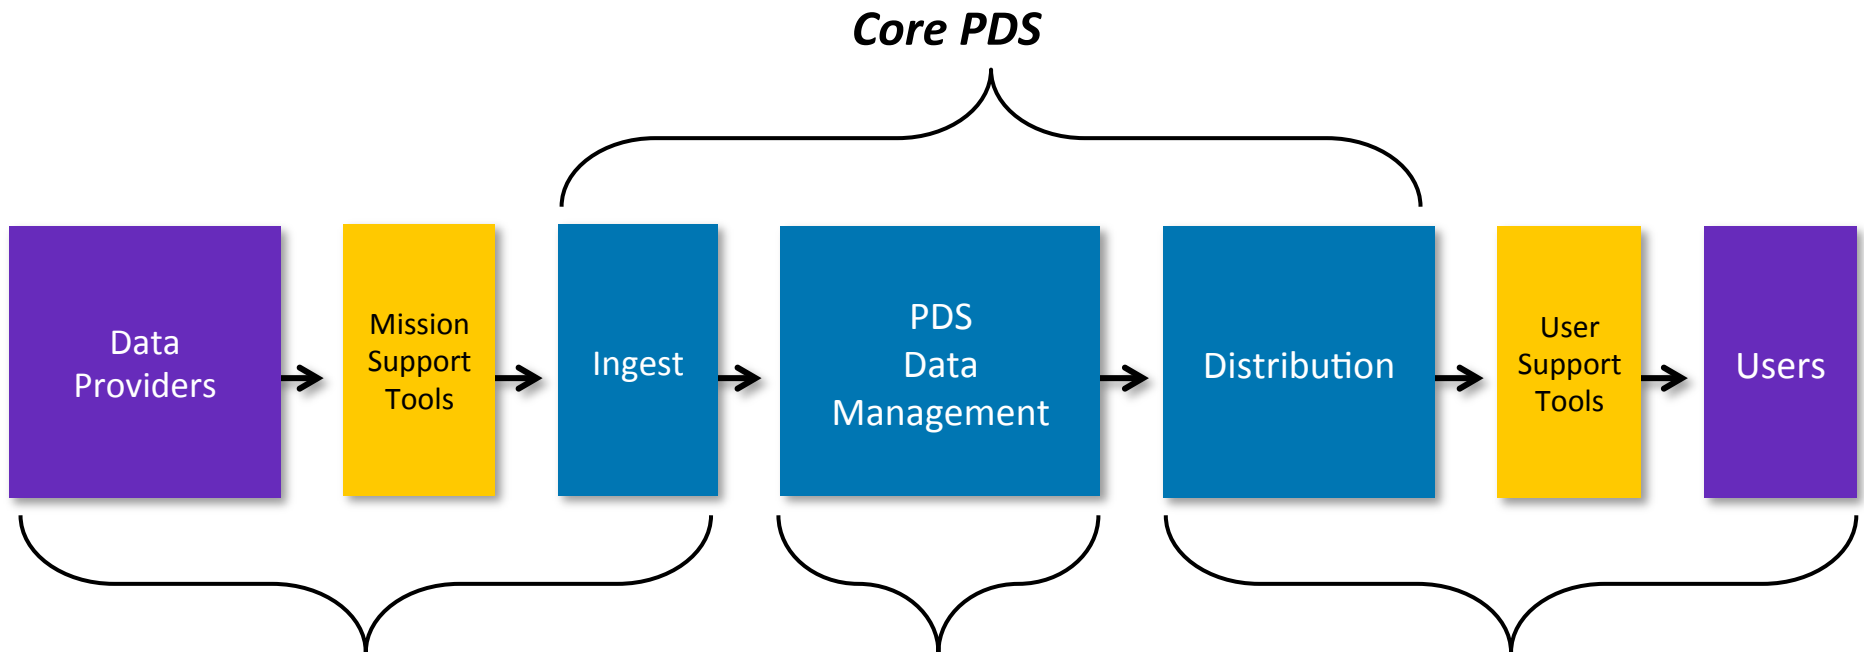 Core PDS
Data
Providers
Mission
Support
Tools
Ingest
PDS
Data
Management
Distribution
User
Support
Tools
Users